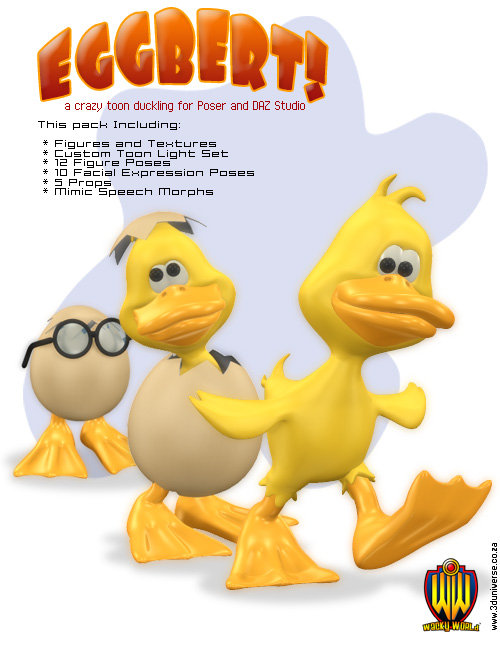 EGGBERT!
a crazy toon duckling for Poser and DAZ Studio
This pack Including:
* Figures and Textures
* Custom Toon Light Set
* 12 Figure Poses
* 10 Facial Expression Poses
* 5 Props
* Mimic Speech Morphs
WW
WACKY WORLD
www.3duniverse.co.za